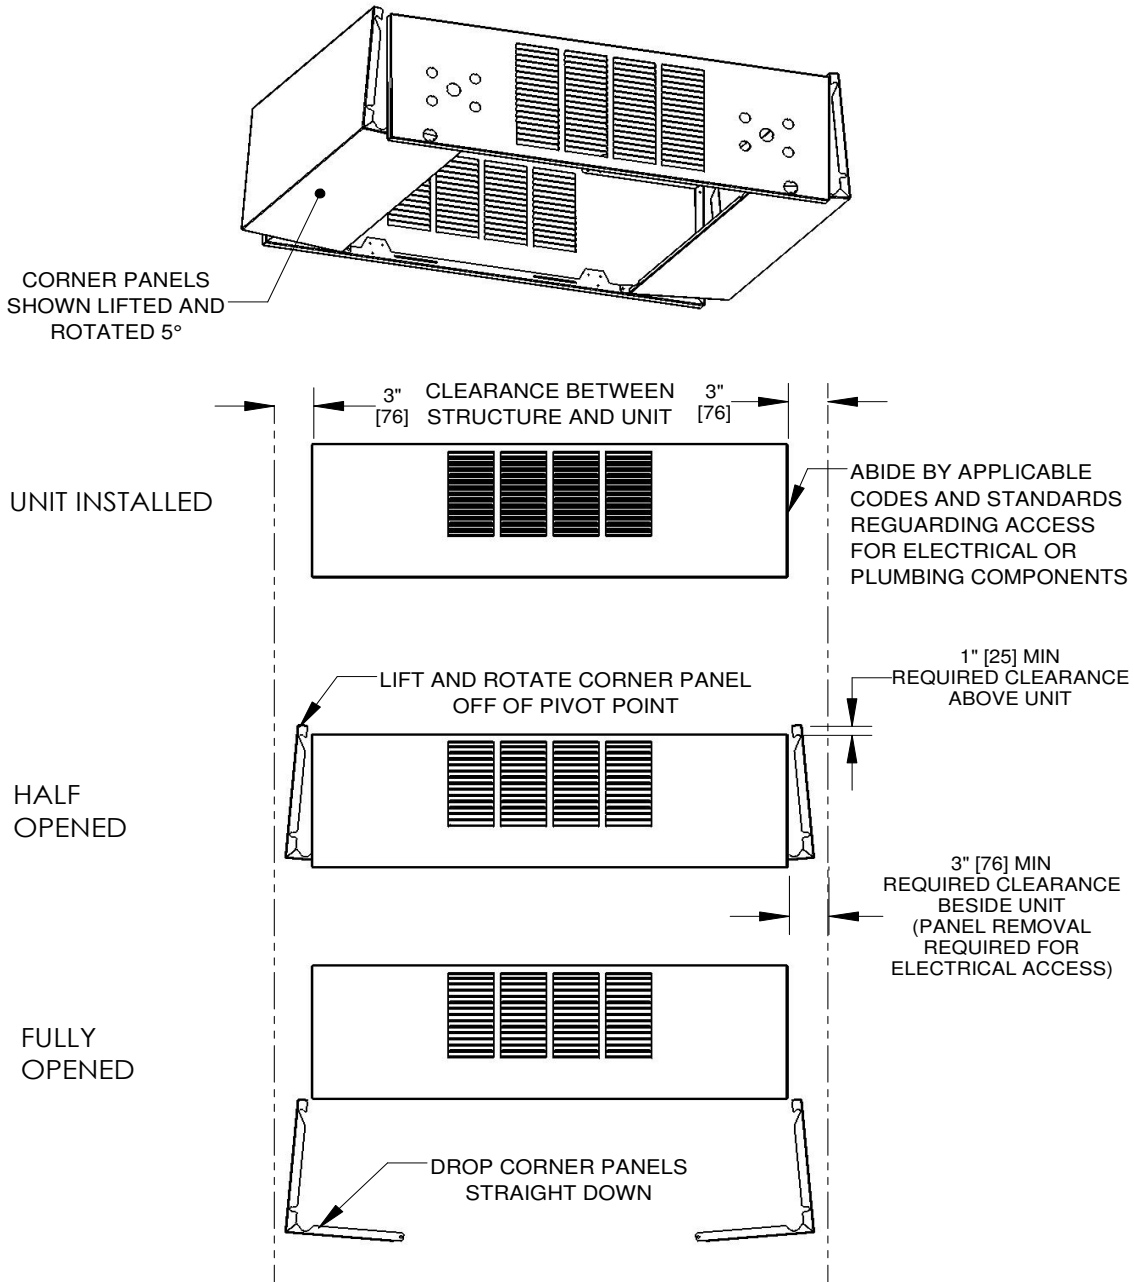 CORNER PANELS
SHOWN LIFTED AND
ROTATED 5°
3"
[76]
CLEARANCE BETWEEN
STRUCTURE AND UNIT
3"
[76]
UNIT INSTALLED
ABIDE BY APPLICABLE
CODES AND STANDARDS
REGUARDING ACCESS
FOR ELECTRICAL OR
PLUMBING COMPONENTS
1" [25] MIN
REQUIRED CLEARANCE
ABOVE UNIT
LIFT AND ROTATE CORNER PANEL
OFF OF PIVOT POINT
HALF
OPENED
3" [76] MIN
REQUIRED CLEARANCE
BESIDE UNIT
(PANEL REMOVAL
REQUIRED FOR
ELECTRICAL ACCESS)
FULLY
OPENED
DROP CORNER PANELS
STRAIGHT DOWN